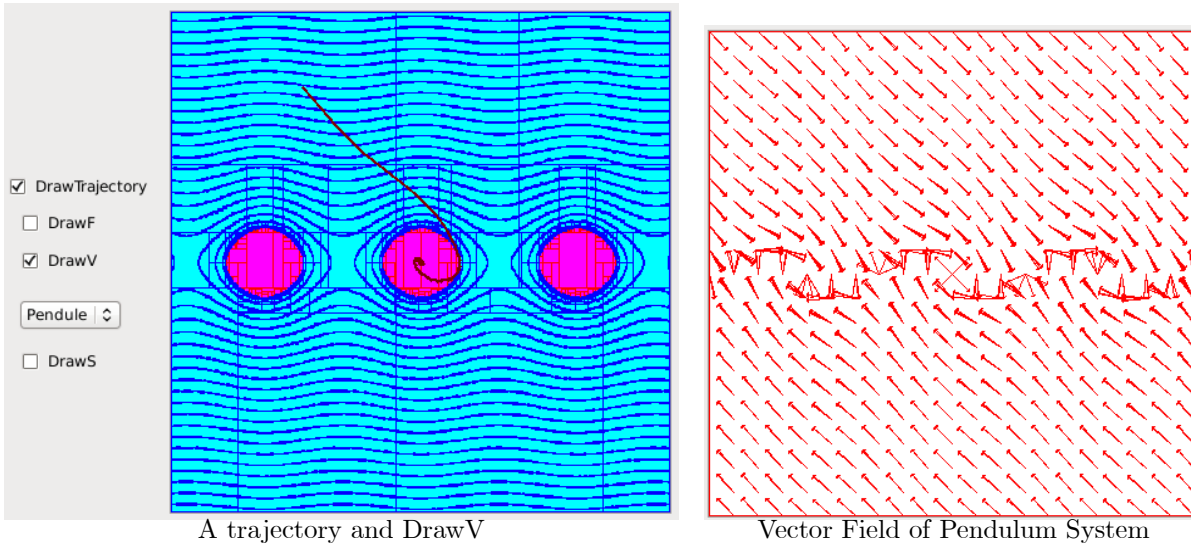 DrawTrajectory
DrawF
DrawV
Pendule
DrawS
A trajectory and DrawV
Vector Field of Pendulum System